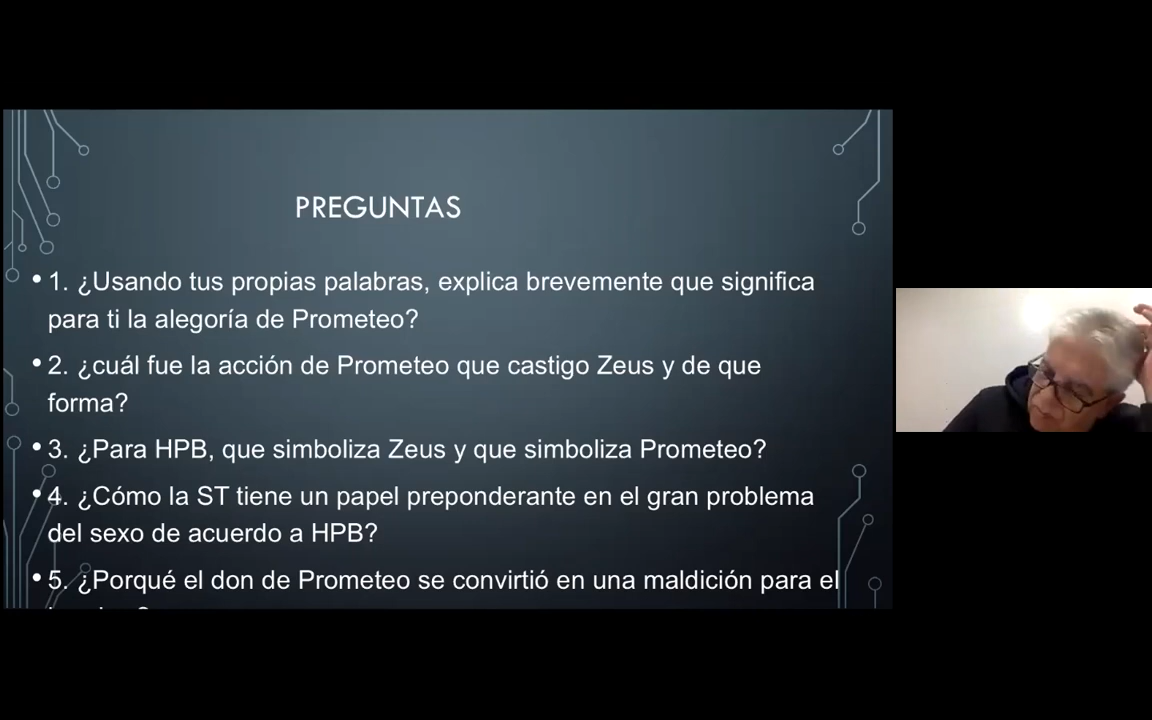 PREGUNTAS
• 1. ¿Usando tus propias palabras, explica brevemente que significa
para ti la alegoría de Prometeo?
• 2. ¿cuál fue la acción de Prometeo que castigo Zeus y de que
forma?
• 3. ¿Para HPB, que simboliza Zeus y que simboliza Prometeo?
• 4. ¿Cómo la ST tiene un papel preponderante en el gran problema
del sexo de acuerdo a HPB?
• 5. ¿Porqué el don de Prometeo se convirtió en una maldición para el